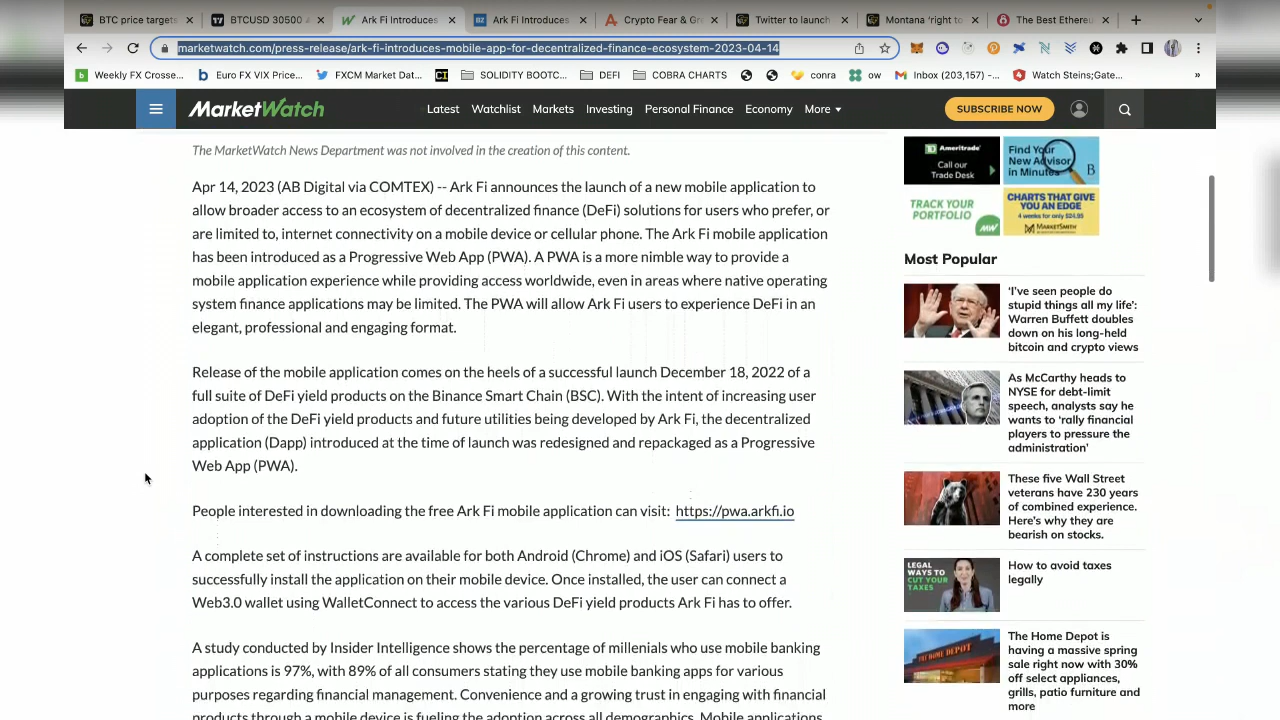 BTC price targets
BTCUSD 30500
Ark Fi Introduces
Ark Fi Introduces
Crypto Fear & Gr
Twitter to launch
Montana 'right to
The Best Ethereu
marketwatch.com/press-release/ark-fi-introduces-mobile-app-for-decentralized-finance-ecosystem-2023-04-14
Weekly FX Crosse...
Euro FX VIX Price...
FXCM Market Dat...
CI
SOLIDITY BOOTC...
DEFI
COBRA CHARTS
conra
ow
Inbox (203,157) –...
Watch Steins;Gate...
»
MarketWatch
Latest
Watchlist
Markets
Investing
Personal Finance
Economy
More
SUBSCRIBE NOW
The MarketWatch News Department was not involved in the creation of this content.
Apr 14, 2023 (AB Digital via COMTEX) -- Ark Fi announces the launch of a new mobile application to
allow broader access to an ecosystem of decentralized finance (DeFi) solutions for users who prefer, or
are limited to, internet connectivity on a mobile device or cellular phone. The Ark Fi mobile application
has been introduced as a Progressive Web App (PWA). A PWA is a more nimble way to provide a
mobile application experience while providing access worldwide, even in areas where native operating
system finance applications may be limited. The PWA will allow Ark Fi users to experience DeFi in an
elegant, professional and engaging format.
Release of the mobile application comes on the heels of a successful launch December 18, 2022 of a
full suite of DeFi yield products on the Binance Smart Chain (BSC). With the intent of increasing user
adoption of the DeFi yield products and future utilities being developed by Ark Fi, the decentralized
application (Dapp) introduced at the time of launch was redesigned and repackaged as a Progressive
Web App (PWA).
People interested in downloading the free Ark Fi mobile application can visit: https://pwa.arkfi.io
A complete set of instructions are available for both Android (Chrome) and iOS (Safari) users to
successfully install the application on their mobile device. Once installed, the user can connect a
Web3.0 wallet using WalletConnect to access the various DeFi yield products Ark Fi has to offer.
A study conducted by Insider Intelligence shows the percentage of millenials who use mobile banking
applications is 97%, with 89% of all consumers stating they use mobile banking apps for various
purposes regarding financial management. Convenience and a growing trust in engaging with financial
products through a mobile device is fueling the adoption across all demographics. Mobile applications
Ameritrade
Call our
Trade Desk
Find Your
New Advisor
in Minutes
B
TRACK YOUR
PORTFOLIO
MW
CHARTS THAT GIVE
YOU AN EDGE
4 weeks for only $24.95
MARKETSMITH
Most Popular
'I've seen people do
stupid things all my life':
Warren Buffett doubles
down on his long-held
bitcoin and crypto views
As McCarthy heads to
NYSE for debt-limit
speech, analysts say he
wants to 'rally financial
players to pressure the
administration'
These five Wall Street
veterans have 230 years
of combined experience.
Here's why they are
bearish on stocks.
LEGAL
WAYS TO
CUT YOUR
TAXES
How to avoid taxes
legally
THE HOME DEPOT
The Home Depot is
having a massive spring
sale right now with 30%
off select appliances,
grills, patio furniture and
more